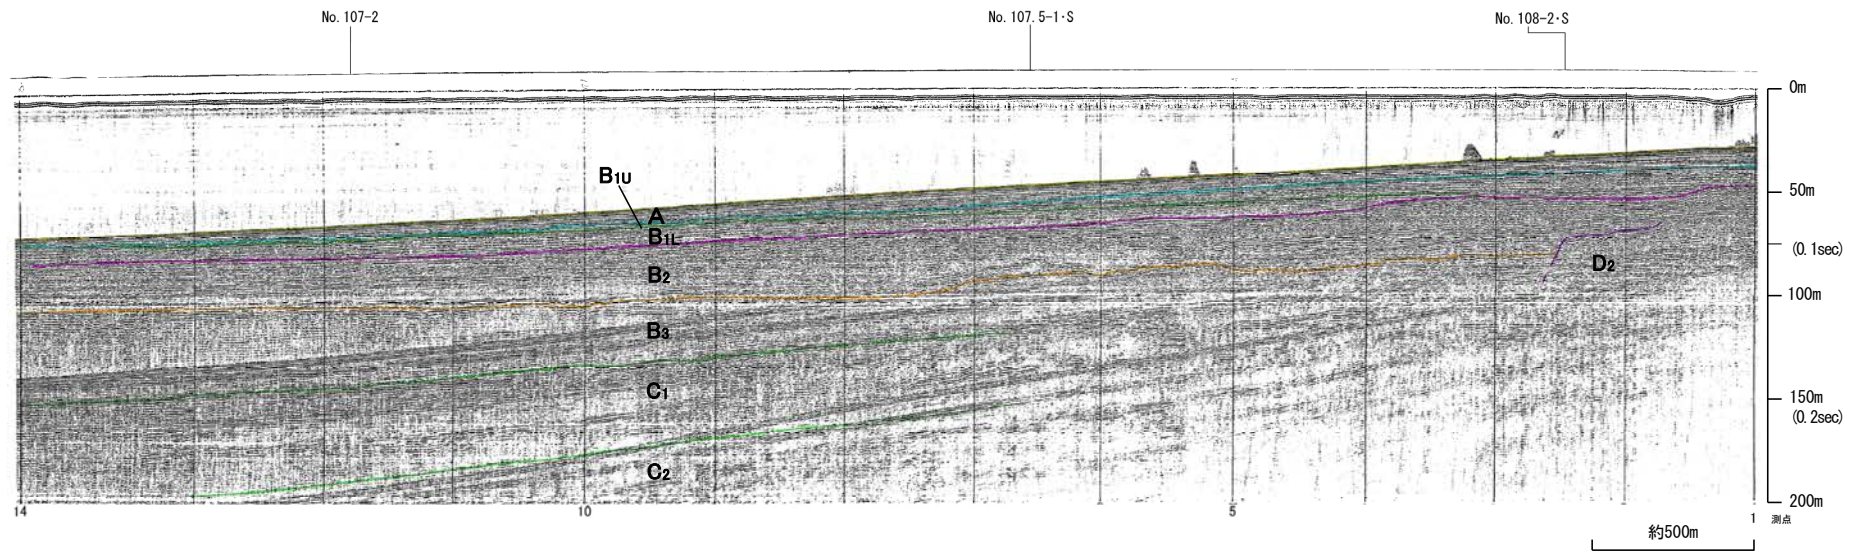 No. 107-2
No. 107. 5-1・S
No. 108-2・S
0m
50m
(0.1sec)
100m
150m
(0.2sec)
200m
B1U
A
B1L
B2
D2
B3
C1
C2
14
10
5
1 測点
約500m